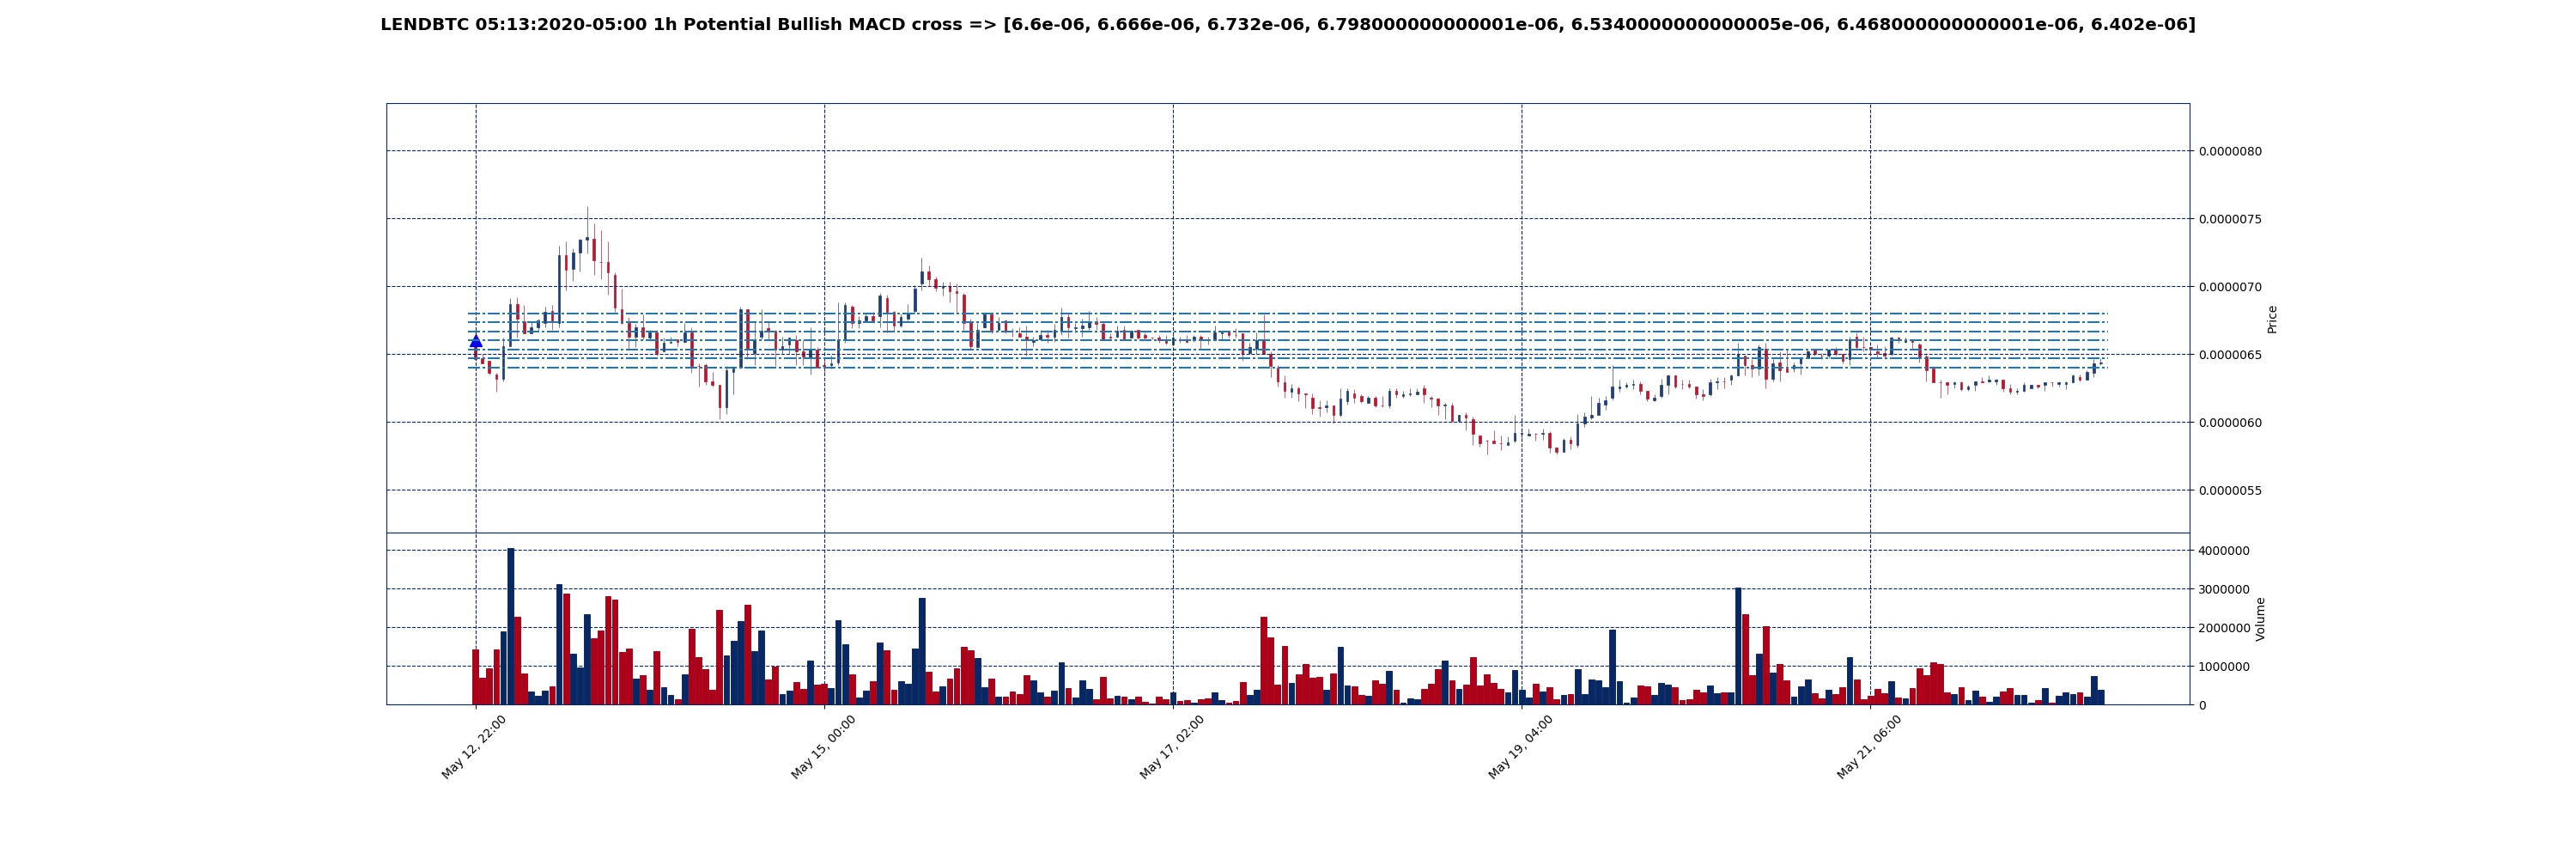 LENDBTC 05:13:2020-05:00 1h Potential Bullish MACD cross => [6.6e-06, 6.666e-06, 6.732e-06, 6.798000000000001e-06, 6.5340000000000005e-06, 6.468000000000001e-06, 6.402e-06]
0.0000080
0.0000075
0.0000070
Price
0.0000065
0.0000060
0.0000055
4000000
3000000
Volume
2000000
1000000
0
May 12, 22:00
May 15, 00:00
May 17, 02:00
May 19, 04:00
May 21, 06:00